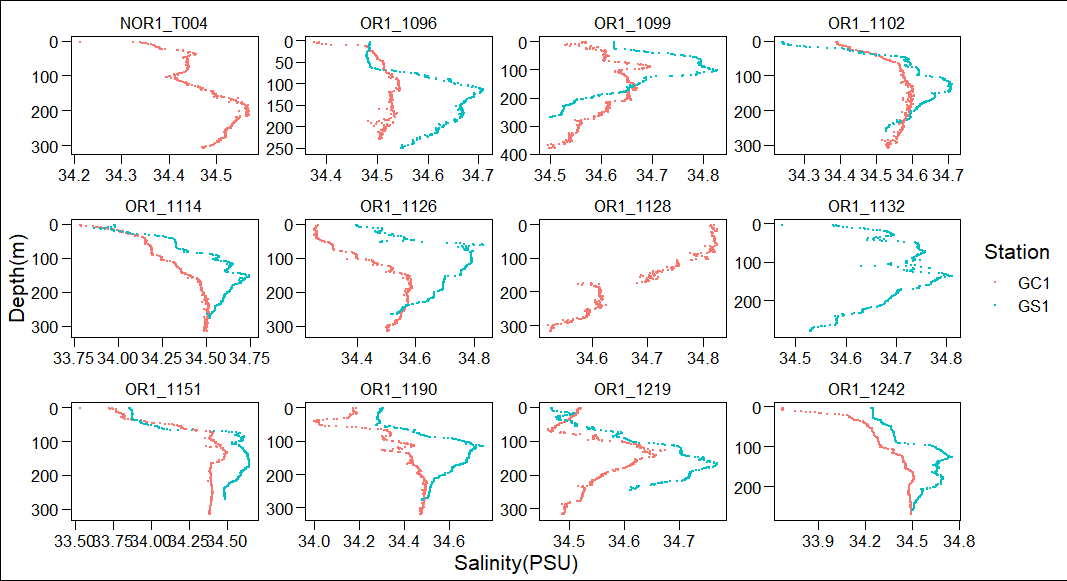 NOR1_T004 OR1_1096 OR1_1099 OR1_1102
0 100 200 300
34.2 34.3 34.4 34.5
0 50 100 150 200 250
34.4 34.5 34.6 34.7
0 100 200 300 400
34.5 34.6 34.7 34.8
0 100 200 300
34.3 34.4 34.5 34.6 34.7
OR1_1114 OR1_1126 OR1_1128 OR1_1132
0 100 200 300
33.75 34.00 34.25 34.50 34.75
0 100 200 300
34.4 34.6 34.8
0 100 200 300
34.6 34.7 34.8
0 100 200
34.5 34.6 34.7 34.8
OR1_1151 OR1_1190 OR1_1219 OR1_1242
0 100 200 300
33.50 33.75 34.00 34.25 34.50
0 100 200 300
34.0 34.2 34.4 34.6
0 100 200 300
34.5 34.6 34.7
0 100 200
33.9 34.2 34.5 34.8
Depth(m)
Salinity(PSU)
Station
GC1
GS1